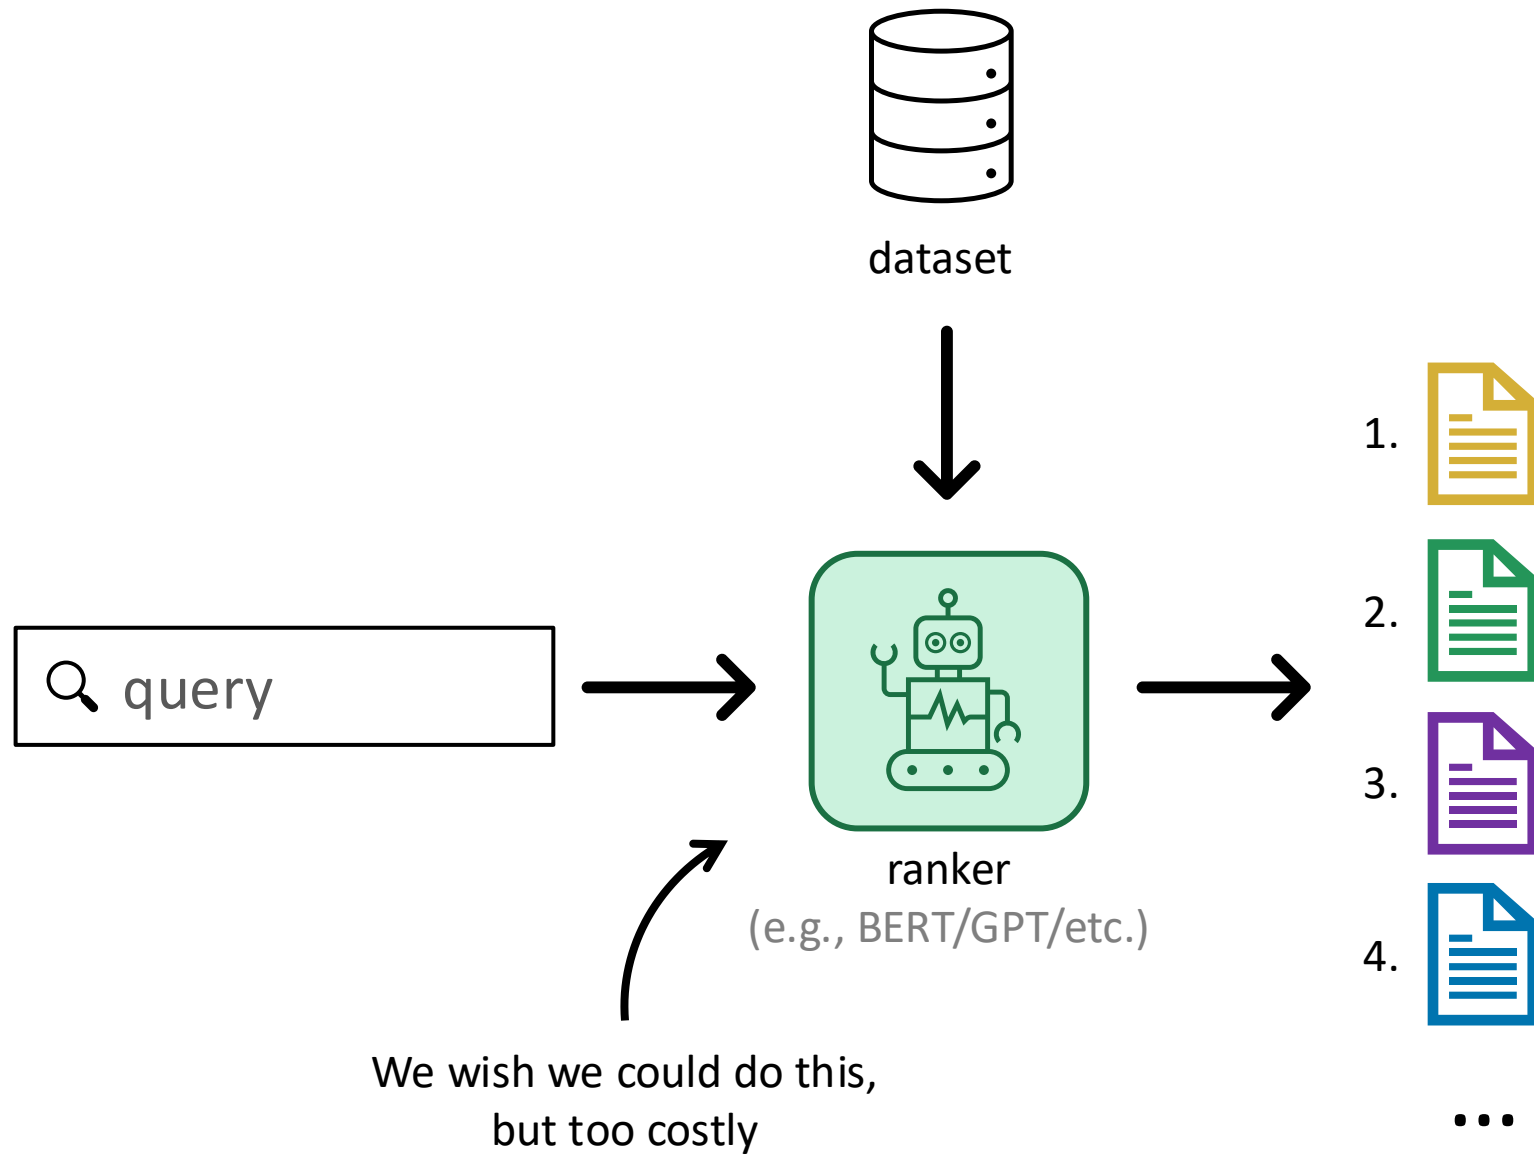 dataset
query
ranker
(e.g., BERT/GPT/etc.)
We wish we could do this,
but too costly
1.
2.
3.
4.
...